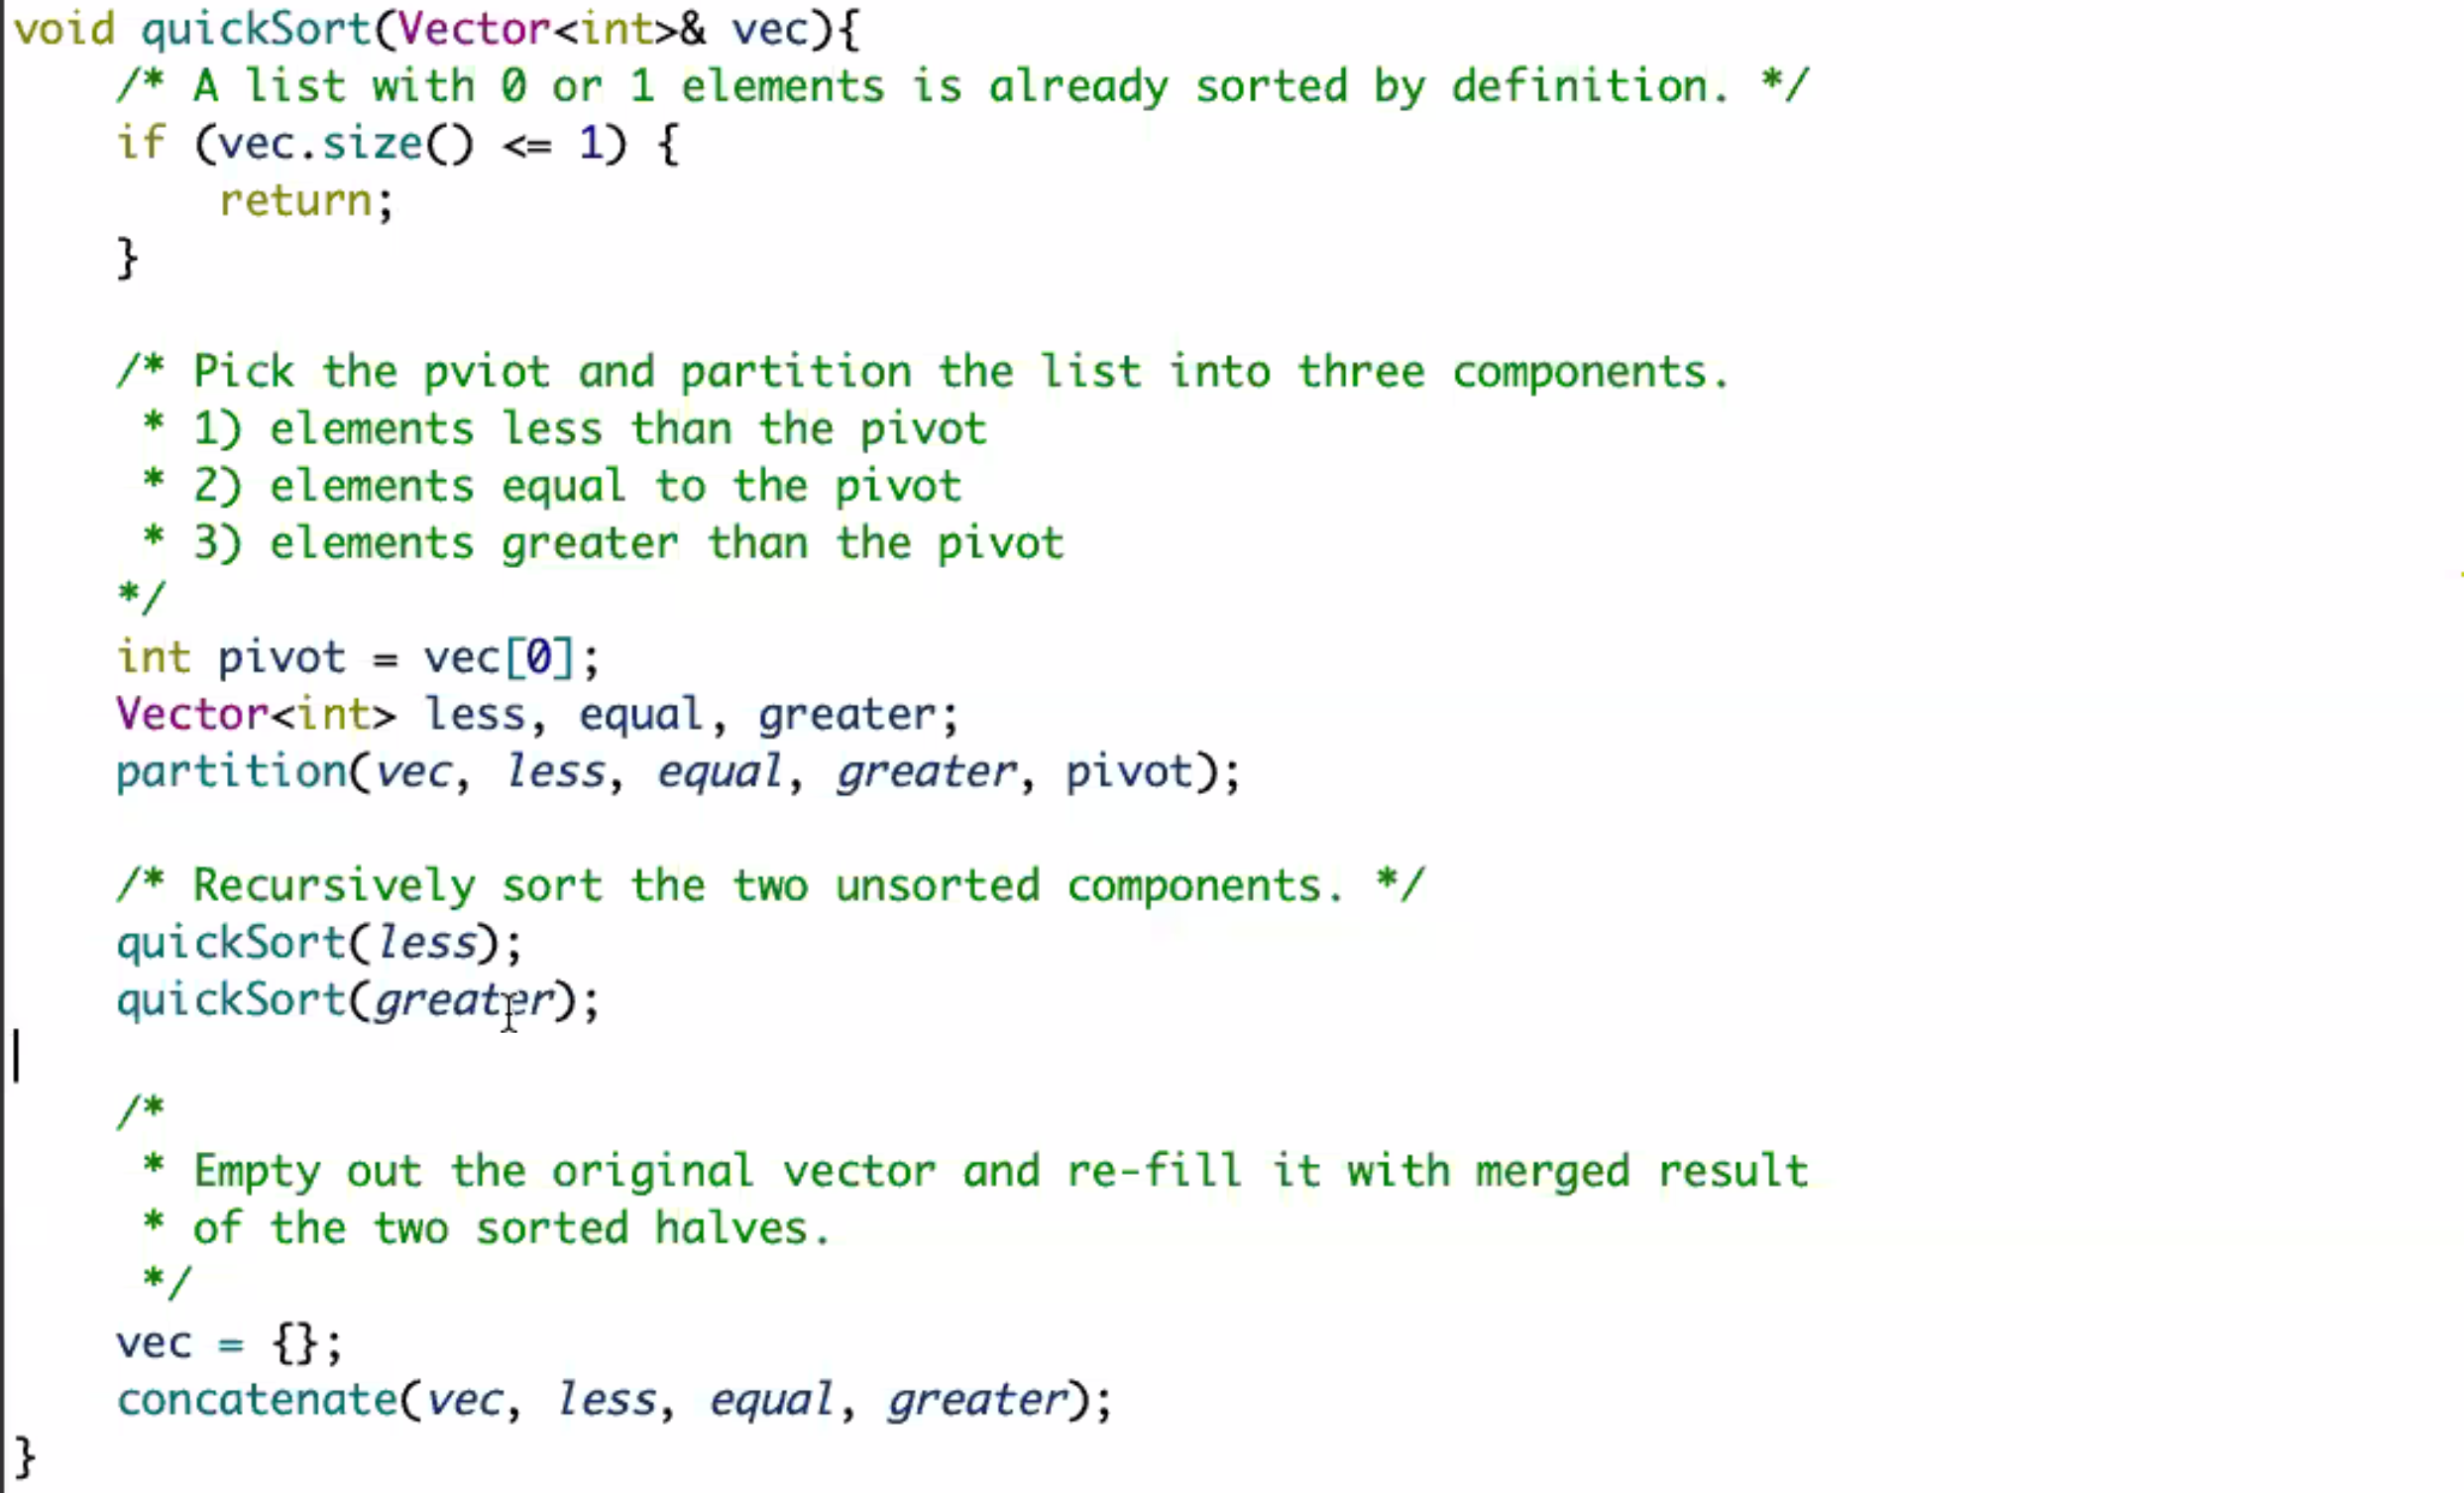 void quickSort(Vector<int>& vec){
    /* A list with 0 or 1 elements is already sorted by definition. */
    if (vec.size() <= 1) {
        return;
    }

    /* Pick the pviot and partition the list into three components.
     * 1) elements less than the pivot
     * 2) elements equal to the pivot
     * 3) elements greater than the pivot
    */
    int pivot = vec[0];
    Vector<int> less, equal, greater;
    partition(vec, less, equal, greater, pivot);

    /* Recursively sort the two unsorted components. */
    quickSort(less);
    quickSort(greater);

    /*
     * Empty out the original vector and re-fill it with merged result
     * of the two sorted halves.
     */
    vec = {};
    concatenate(vec, less, equal, greater);
}